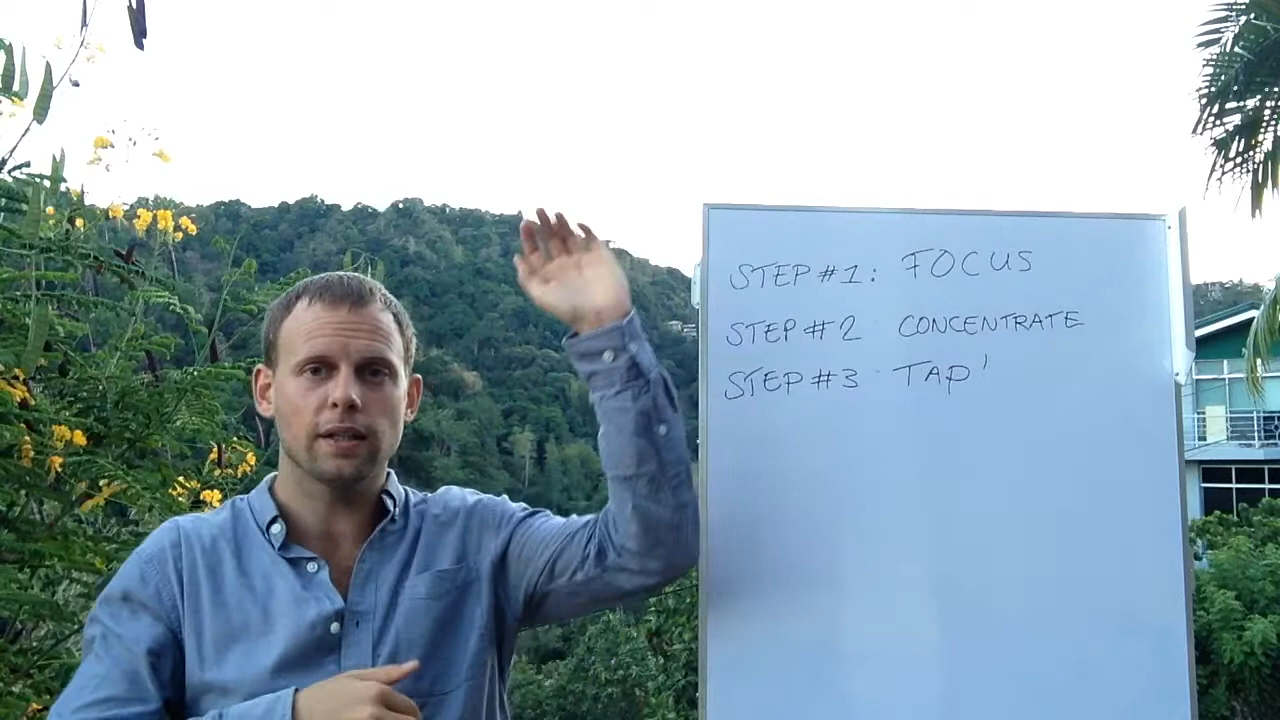 STEP #1: FOCUS
STEP #2 CONCENTRATE
STEP #3 TAP'